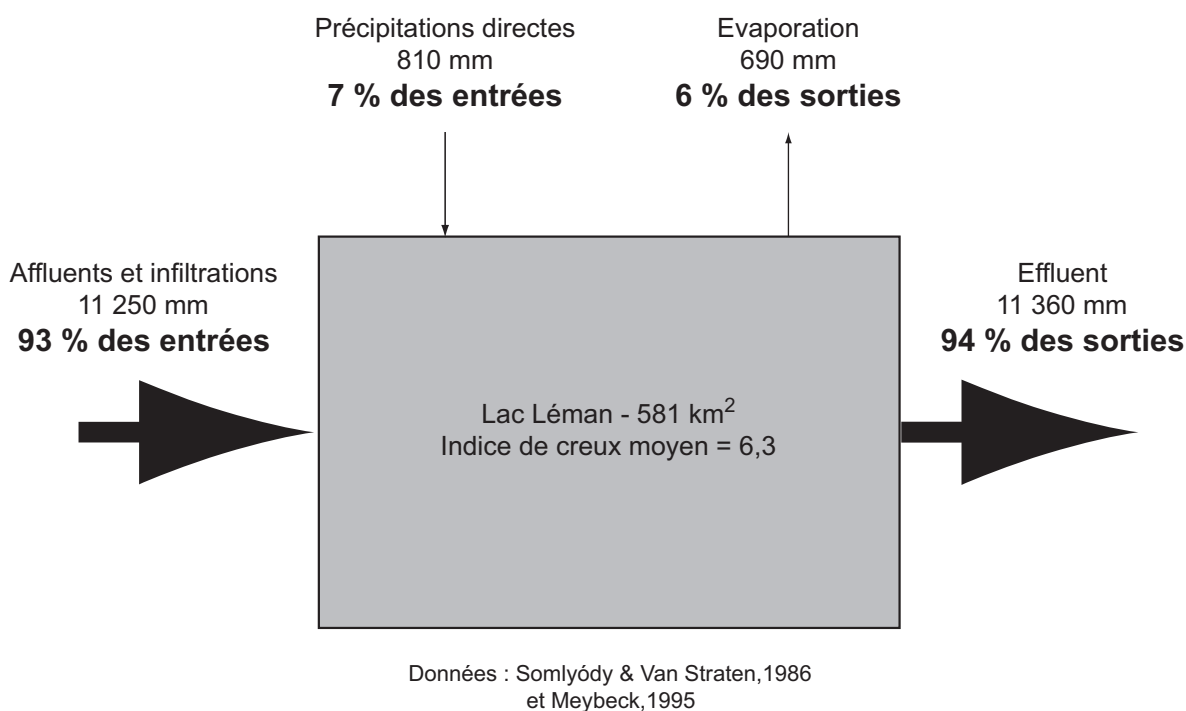 Précipitations directes
810 mm
7 % des entrées
Evaporation
690 mm
6 % des sorties
Affluents et infiltrations
11 250 mm
93 % des entrées
Effluent
11 360 mm
94 % des sorties
Lac Léman - 581 km²
Indice de creux moyen = 6,3
Données : Somlyódy & Van Straten,1986
et Meybeck,1995